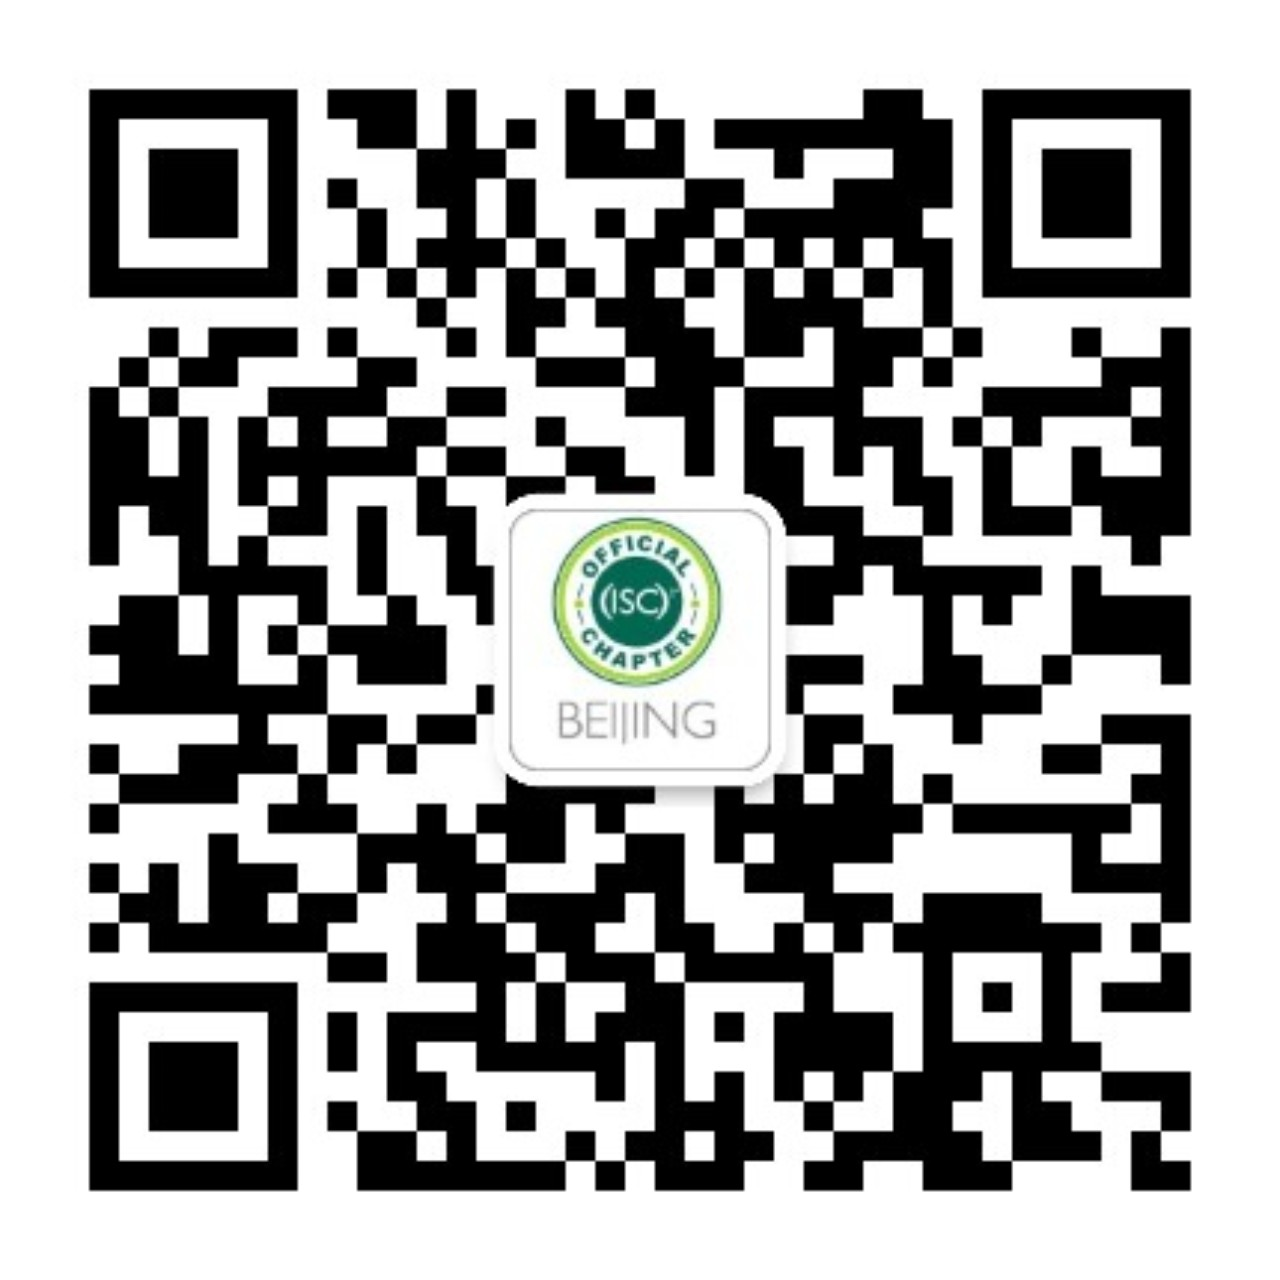 OFFICIAL
(ISC)²
CHAPTER
BEIJING